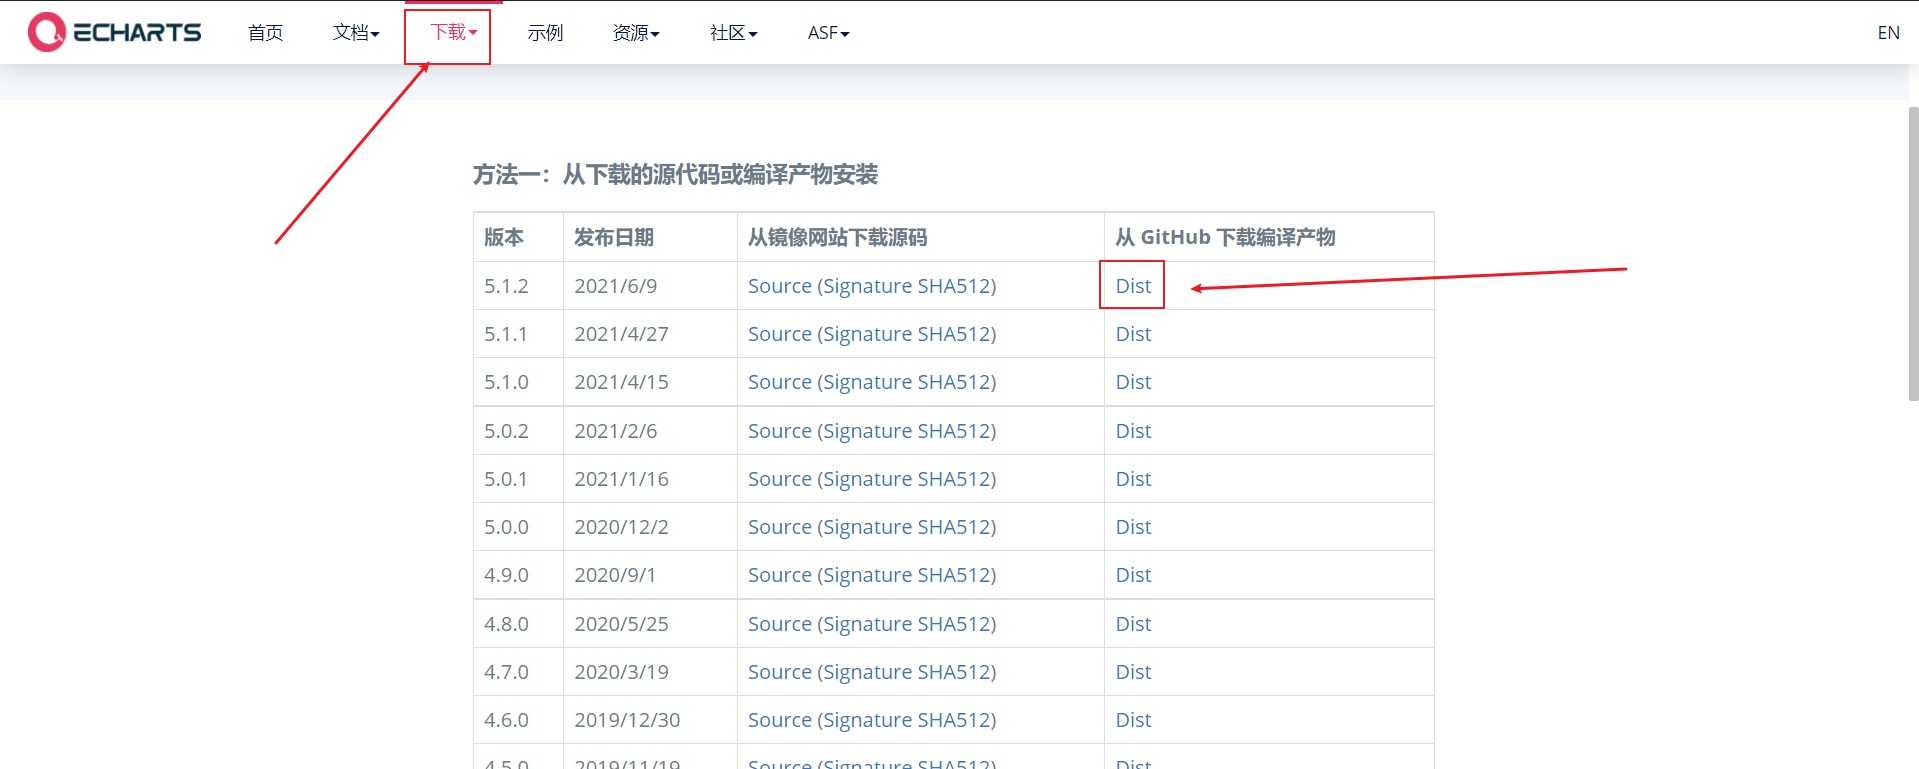 ECHARTS 首页 文档 下载 示例 资源 社区 ASF EN
方法一：从下载的源代码或编译产物安装
版本 发布日期 从镜像网站下载源码 从 GitHub 下载编译产物
5.1.2 2021/6/9 Source (Signature SHA512) Dist
5.1.1 2021/4/27 Source (Signature SHA512) Dist
5.1.0 2021/4/15 Source (Signature SHA512) Dist
5.0.2 2021/2/6 Source (Signature SHA512) Dist
5.0.1 2021/1/16 Source (Signature SHA512) Dist
5.0.0 2020/12/2 Source (Signature SHA512) Dist
4.9.0 2020/9/1 Source (Signature SHA512) Dist
4.8.0 2020/5/25 Source (Signature SHA512) Dist
4.7.0 2020/3/19 Source (Signature SHA512) Dist
4.6.0 2019/12/30 Source (Signature SHA512) Dist
4.5.0 2019/11/19 Source (Signature SHA512) Dist